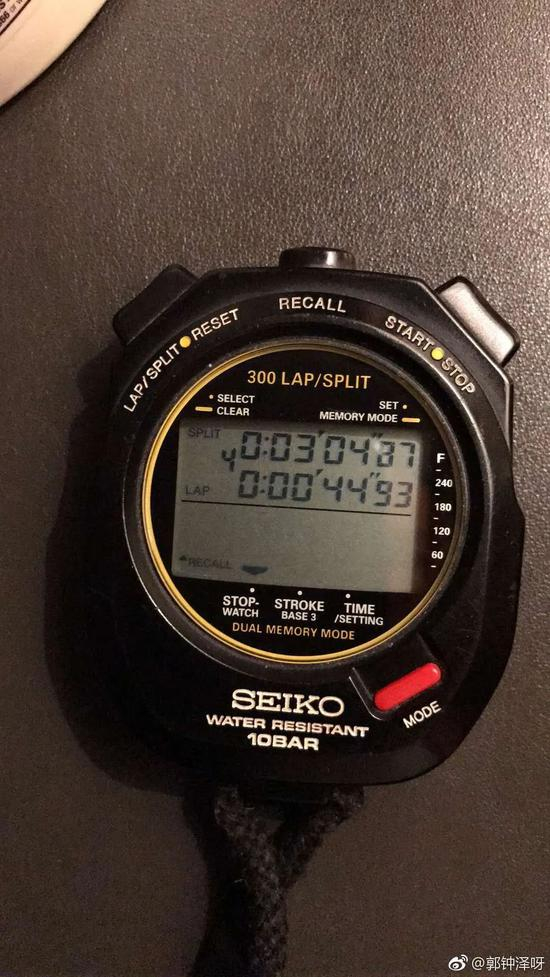 RECALL
LAP/SPLIT RESET
START STOP
300 LAP/SPLIT
SELECT
CLEAR
SET
MEMORY MODE
SPLIT
4 0:03'04"87
LAP 0:00'44"93
F
240
180
120
60
RECALL
STOP-
WATCH
STROKE
BASE 3
TIME
/SETTING
DUAL MEMORY MODE
SEIKO
WATER RESISTANT
10BAR
MODE
@郭钟泽呀